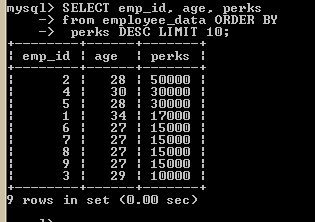 mysql> SELECT emp_id, age, perks
    -> from employee_data ORDER BY
    ->  perks DESC LIMIT 10;
+--------+------+-------+
| emp_id | age  | perks |
+--------+------+-------+
|      2 |   28 | 50000 |
|      4 |   30 | 30000 |
|      5 |   28 | 30000 |
|      1 |   34 | 17000 |
|      6 |   27 | 15000 |
|      7 |   27 | 15000 |
|      8 |   27 | 15000 |
|      9 |   27 | 15000 |
|      3 |   29 | 10000 |
+--------+------+-------+
9 rows in set (0.00 sec)